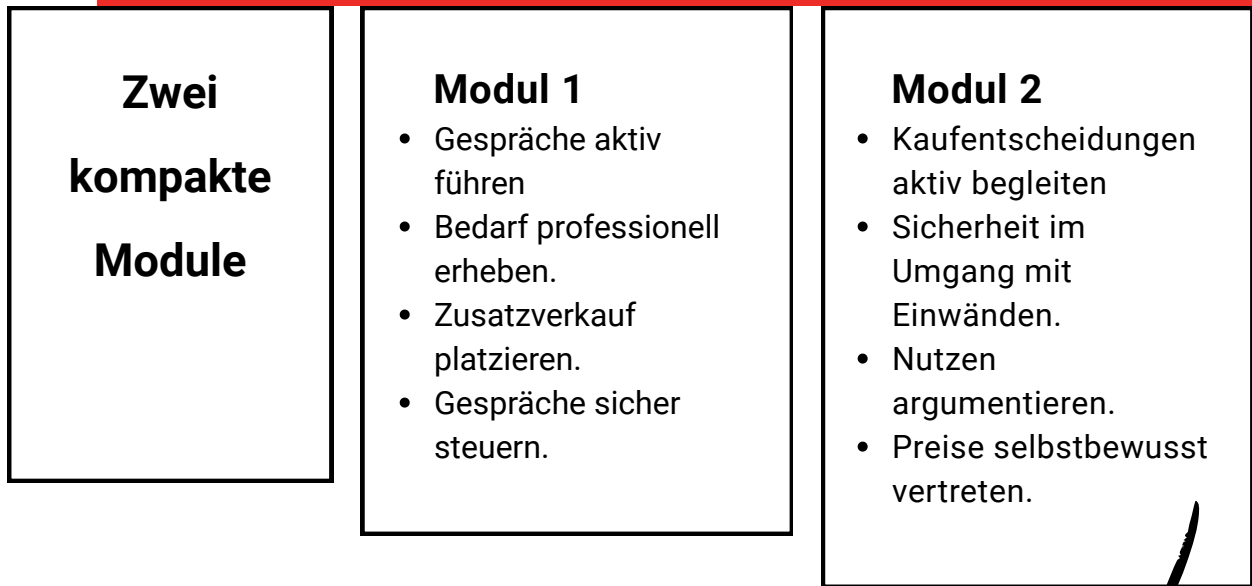 Zwei
kompakte
Module
Modul 1
• Gespräche aktiv
führen
• Bedarf professionell
erheben.
• Zusatzverkauf
platzieren.
• Gespräche sicher
steuern.
Modul 2
• Kaufentscheidungen
aktiv begleiten
• Sicherheit im
Umgang mit
Einwänden.
• Nutzen
argumentieren.
• Preise selbstbewusst
vertreten.